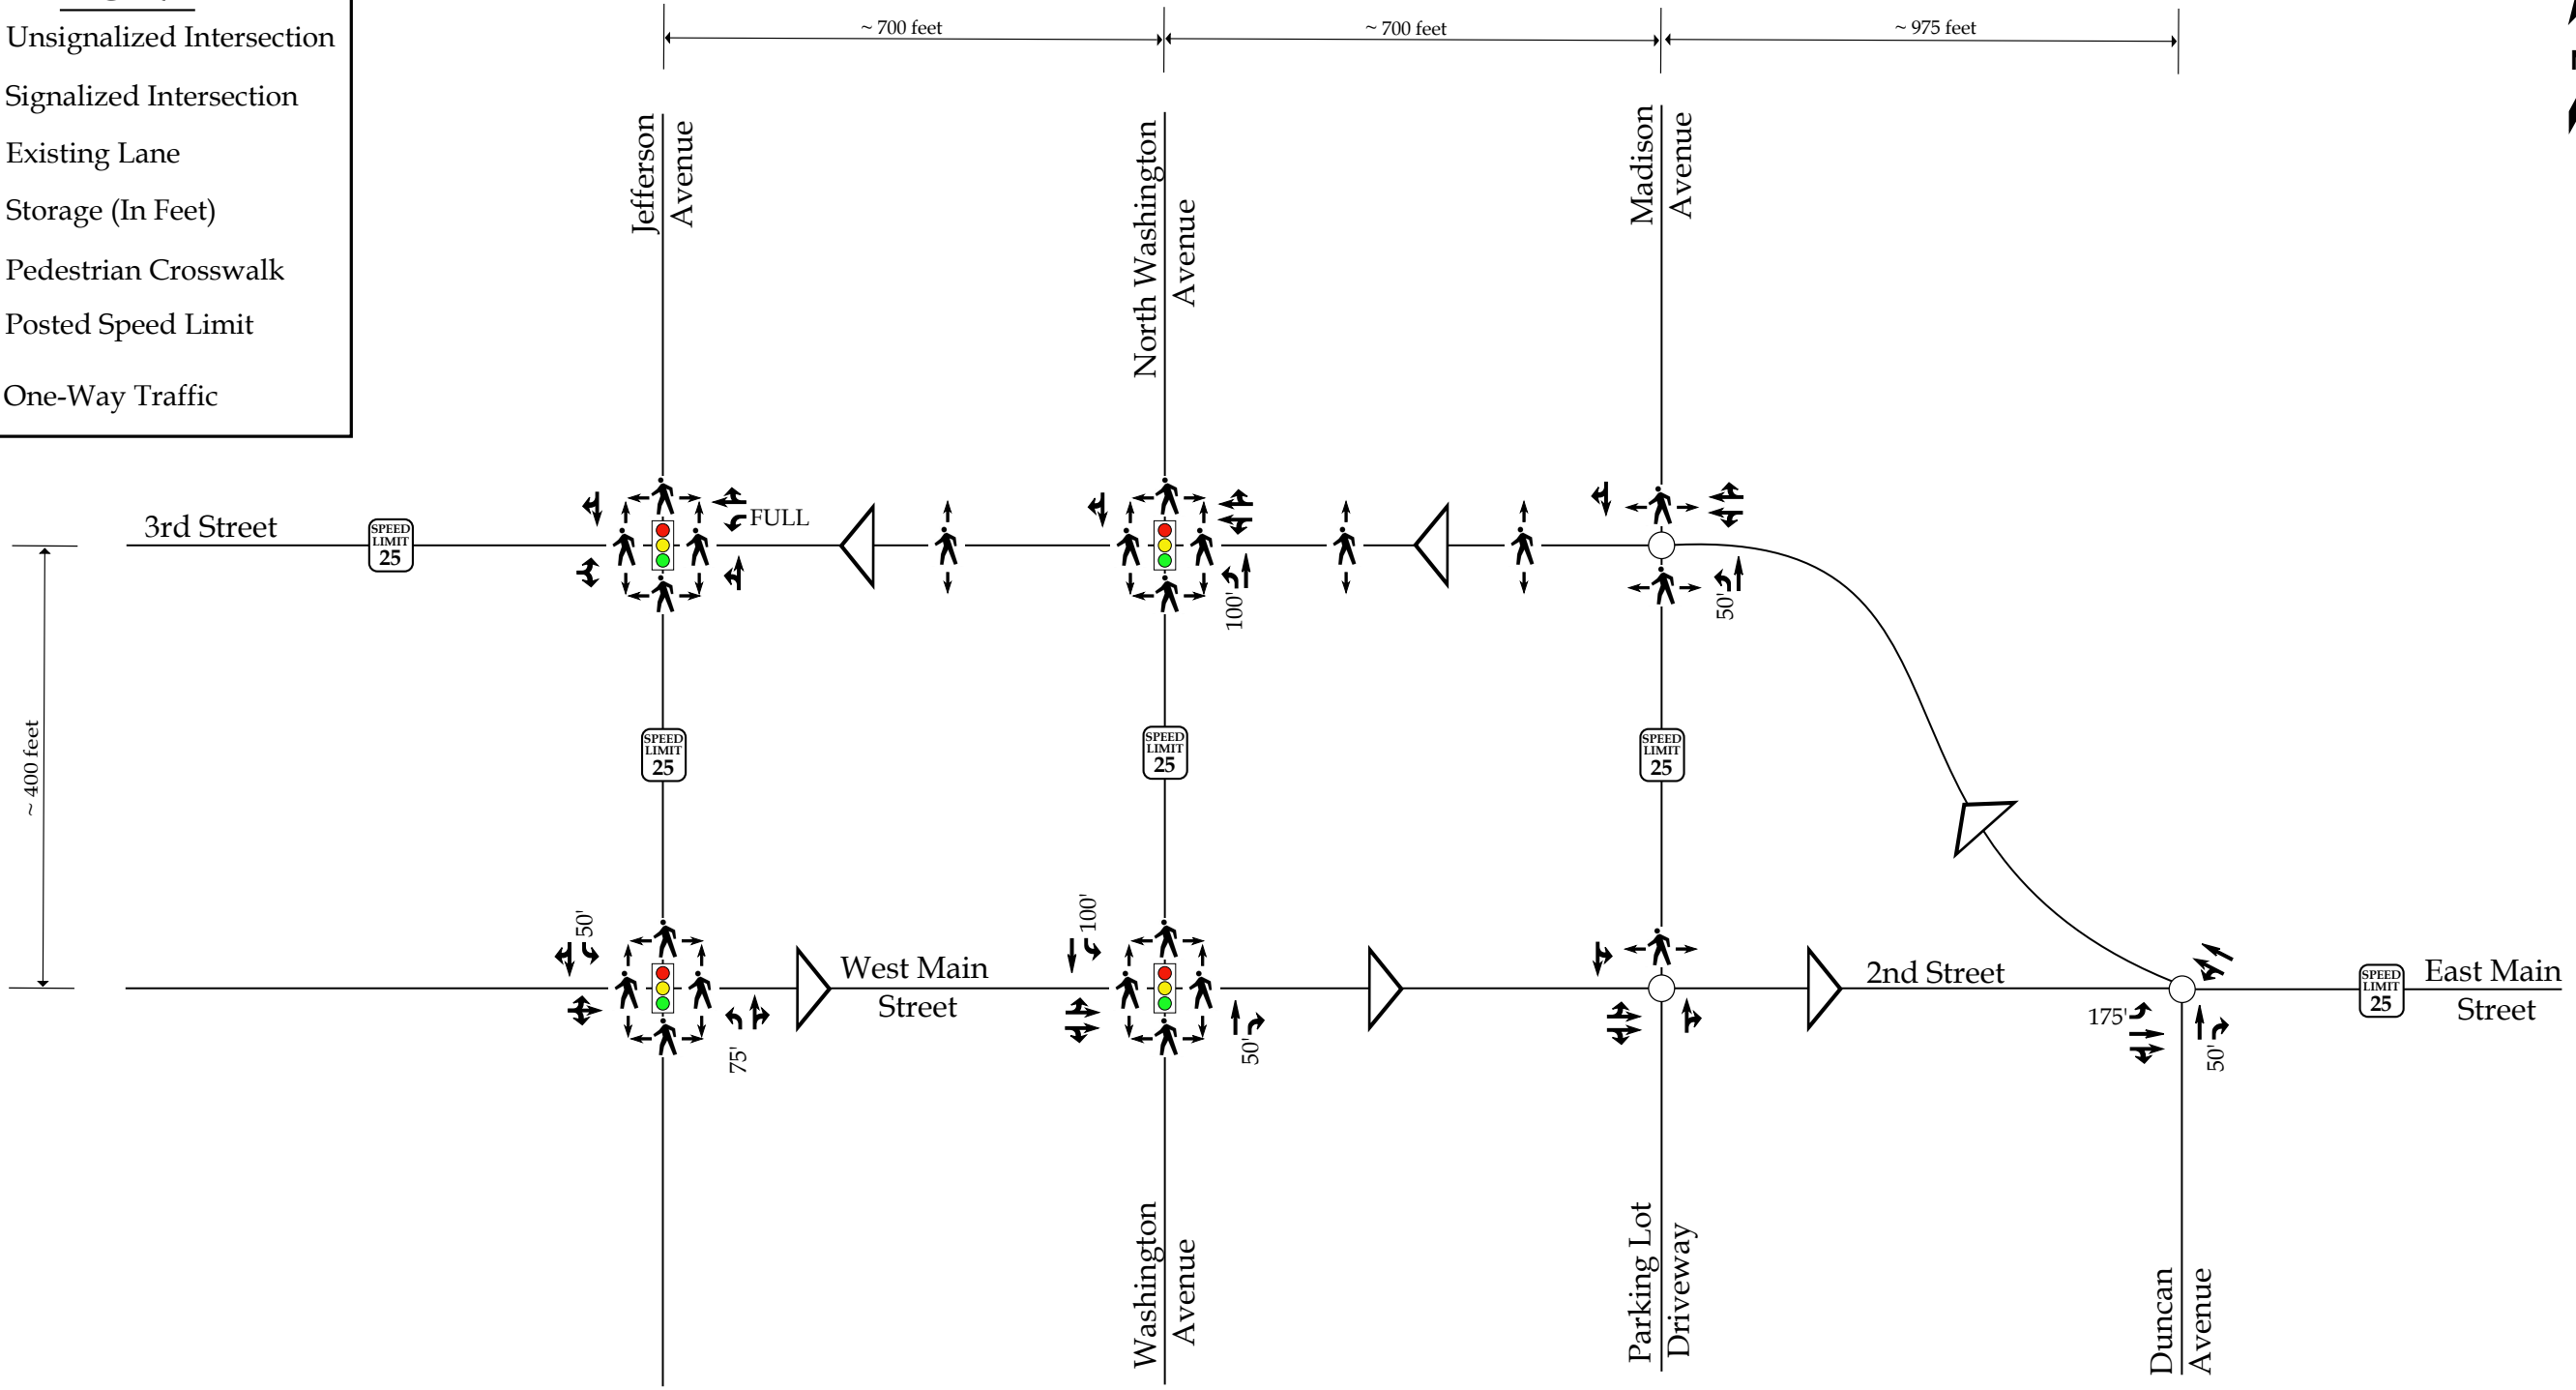 Unsignalized Intersection
Signalized Intersection
Existing Lane
Storage (In Feet)
Pedestrian Crosswalk
Posted Speed Limit
One-Way Traffic
~ 700 feet
~ 700 feet
~ 975 feet
Jefferson
Avenue
North Washington
Avenue
Madison
Avenue
3rd Street
SPEED
LIMIT
25
FULL
100'
50'
~ 400 feet
SPEED
LIMIT
25
SPEED
LIMIT
25
SPEED
LIMIT
25
50'
75'
West Main
Street
100'
50'
2nd Street
175'
50'
SPEED
LIMIT
25
East Main
Street
Washington
Avenue
Parking Lot
Driveway
Duncan
Avenue